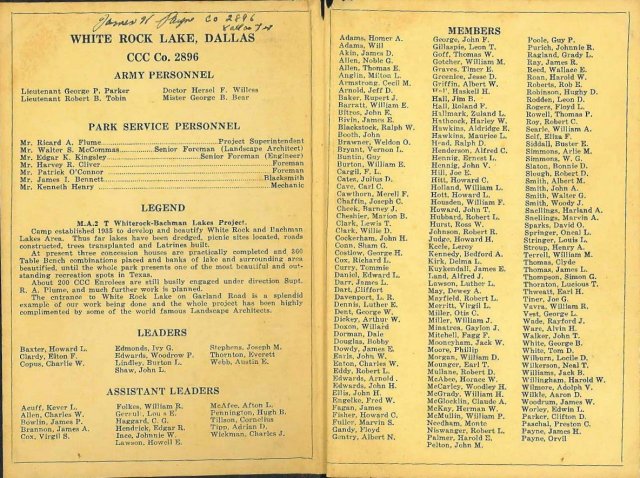 James H Payne Co 2896
Dallas Tex
WHITE ROCK LAKE, DALLAS
CCC Co. 2896
ARMY PERSONNEL
Lieutenant George P. Parker Doctor Hersel F. Willess
Lieutenant Robert B. Tobin Mister George B. Bear
PARK SERVICE PERSONNEL
Mr. Ricard A. Flume Project Superintendent
Mr. Walter S. McCommas Senior Foreman (Landscape Architect)
Mr. Edgar K. Kingsley Senior Foreman (Engineer)
Mr. Harvey R. Cliver Foreman
Mr. Patrick O'Connor Foreman
Mr. James I. Bennett Blacksmith
Mr. Kenneth Henry Mechanic
LEGEND
M.A.2 T Whiterock-Bachman Lakes Project.
Camp established 1935 to develop and beautify White Rock and Bachman
Lakes Area. Thus far lakes have been dredged, picnic sites located, roads
constructed, trees transplanted and Latrines built.
At present three concession houses are practically completed and 360
Table Bench combinations placed and banks of lake and surrounding area
beautified, until the whole park presents one of the most beautiful and out-
standing recreation spots in Texas.
About 200 CCC Enrolees are still busily engaged under direction Supt.
R. A. Flume, and much further work is planned.
The entrance to White Rock Lake on Garland Road is a splendid
example of our work being done and the whole project has been highly
complimented by some of the world famous Landscape Architects.
LEADERS
Baxter, Howard L. Edmonds, Ivy G. Stephens, Joseph M.
Clardy, Elton F. Edwards, Woodrow P. Thornton, Everett
Copus, Charlie W. Lindley, Burton L. Webb, Austin E.
Shaw, John L.
ASSISTANT LEADERS
Acuff, Kever L. Folkes, William R. McAfee, Afton L.
Allen, Charles W. Lou a E. Pennington, Hugh B.
Bowlin, James P. Haggard, C. G. Tillson, Cornelius
Brannon, James A. Hendrick, Edgar R. Tipp, Adrian D.
Cox, Virgil S. Ince, Johnnie W. Wickman, Charles J.
Lawson, Howell E.
MEMBERS
Adams, Homer A.
Adams, Will
Akin, James D.
Allen, Noble G.
Allen, Thomas E.
Anglin, Milton L.
Armstrong, Cecil M.
Arnold, Jeff D.
Baker, Rupert J.
Barratt, William E.
Bitros, John E.
Bivin, James E.
Blackstock, Ralph W.
Booth, John
Brawner, Weldon O.
Bryunt, Vernon L.
Buntin, Guy
Burton, William E.
Cargil, F. L.
Cater, Julius D.
Cave, Carl C.
Cawthorn, Merell F.
Chaffin, Joseph C.
Cheek, Barney J.
Cheshier, Marion B.
Clark, Lewis T.
Clark, Willie D.
Cockerham, John H.
Conn, Sham G.
Costlow, George H.
Cox, Richard L.
Curry, Tommie
Daniel, Edward L.
Darr, James L.
Dart, Cliffort
Davenport, L. R.
Dennis, Luther E.
Dent, George W.
Dickey, Arthur W.
Doxon, Willard
Dorman, Dale
Douglas, Bobby
Dowdy, James E.
Earls, John W.
Eaton, Charles W.
Eddy, Robert L.
Edwards, Arnold
Edwards, John H.
Ellis, John H.
Engelke, Fred W.
Fagan, James
Fisher, Howard C.
Fuller, Marvin S.
Gandy, Floyd
Gentry, Albert N.
George, John F.
Gillaspie, Leon T.
Goff, Thomas W.
Gotcher, William M.
Graves, Timer E.
Greenlee, Jesse D.
Griffin, Albert W.
Haskell H.
Hall, Jim B.
Hall, Roland F.
Hallmark, Zuland L.
Hathcock, Harley W.
Hawkins, Aldridge E.
Hawkins, Maurice L.
Head, Ralph D.
Henderson, Alfred C.
Hennig, Ernest L.
Hennig, John V.
Hill, Joe E.
Hitt, Howard C.
Holland, William L.
Hott, Howard L.
Housden, William F.
Howard, John T.
Hubbard, Robert L.
Hurst, Ross W.
Johnson, Robert R.
Judge, Howard H.
Keele, Leroy
Kennedy, Bedford A.
Kirk, Delma L.
Kuykendall, James E.
Land, Alfred J.
Lawson, Luther L.
May, Dewey A.
Mayfield, Robert L.
Merritt, Virgil L.
Miller, Otis C.
Miller, William J.
Minatrea, Gaylon J.
Mitchell, Fagg F.
Mooneyham, Jack W.
Moore, Phillip
Morgan, William D.
Mounger, Earl T.
Mullane, Robert D.
McAbee, Horace W.
McCarley, Woodley H.
McGrady, William H.
McGlocklin, Claude A.
McKay, Herman W.
McMullin, William P.
Needham, Monte
Niswanger, Robert L.
Palmer, Harold E.
Pelton, John M.
Poole, Guy P.
Purich, Johnnie R.
Ragland, Grady L.
Ray, James R.
Reed, Wallace E.
Roan, Harold W.
Roberts, Rob E.
Robinson, Hughy D.
Rodden, Leon D.
Rogers, Floyd L.
Rowell, Thomas P.
Roy, Robert C.
Searle, William A.
Self, Eliza F.
Siddall, Buster E.
Simmons, Arlie M.
Simmons, W. G.
Slaton, Bonnie D.
Slough, Robert D.
Smith, Albert M.
Smith, John A.
Smith, Walter G.
Smith, Woody J.
Snellings, Harland A.
Snellings, Marvin A.
Sparks, David O.
Springer, Oneal L.
Stringer, Louis L.
Stroup, Henry A.
Terrell, William M.
Thomas, Clyde
Thomas, James L.
Thompson, Simon G.
Thornton, Lucious T.
Thweatt, Earl H.
Tiner, Joe G.
Vavra, William R.
Vest, George L.
Wade, Rayford J.
Ware, Alvin H.
Walker, John T.
White, George B.
White, Tom D.
Wilburn, Locile D.
Wilkerson, Neal T.
Williams, Jack B.
Willingham, Harold W.
Wilmore, Adolph Y.
Wilkle, Aaron D.
Woodrum, James W.
Worley, Edwin L.
Parker, Clifton D.
Paschal, Preston C.
Payne, James H.
Payne, Orvil